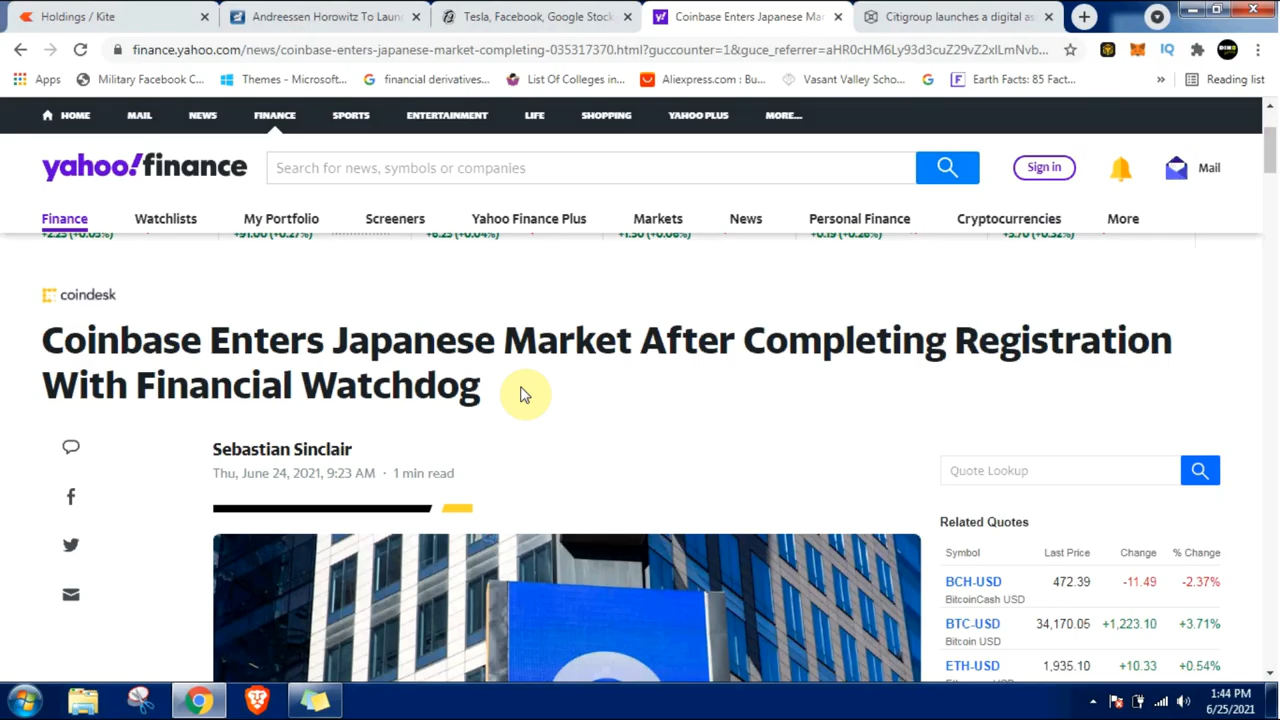 Holdings / Kite
Andreessen Horowitz To Laun
Tesla, Facebook, Google Stock
Coinbase Enters Japanese Ma
Citigroup launches a digital as
finance.yahoo.com/news/coinbase-enters-japanese-market-completing-035317370.html?guccounter=1&guce_referrer=aHR0cHM6Ly93d3cuZ29vZ2xlLmNvb...
IQ
Apps
Military Facebook C...
Themes - Microsoft...
financial derivatives...
List Of Colleges in...
Aliexpress.com : Bu...
Vasant Valley Scho...
Earth Facts: 85 Fact...
»
Reading list
HOME MAIL NEWS FINANCE SPORTS ENTERTAINMENT LIFE SHOPPING YAHOO PLUS MORE...
yahoo!finance
Search for news, symbols or companies
Sign in
Mail
Finance Watchlists My Portfolio Screeners Yahoo Finance Plus Markets News Personal Finance Cryptocurrencies More
coindesk
Coinbase Enters Japanese Market After Completing Registration
With Financial Watchdog
Sebastian Sinclair
Thu, June 24, 2021, 9:23 AM · 1 min read
Quote Lookup
Related Quotes
Symbol Last Price Change % Change
BCH-USD 472.39 -11.49 -2.37%
BitcoinCash USD
BTC-USD 34,170.05 +1,223.10 +3.71%
Bitcoin USD
ETH-USD 1,935.10 +10.33 +0.54%
1:44 PM
6/25/2021